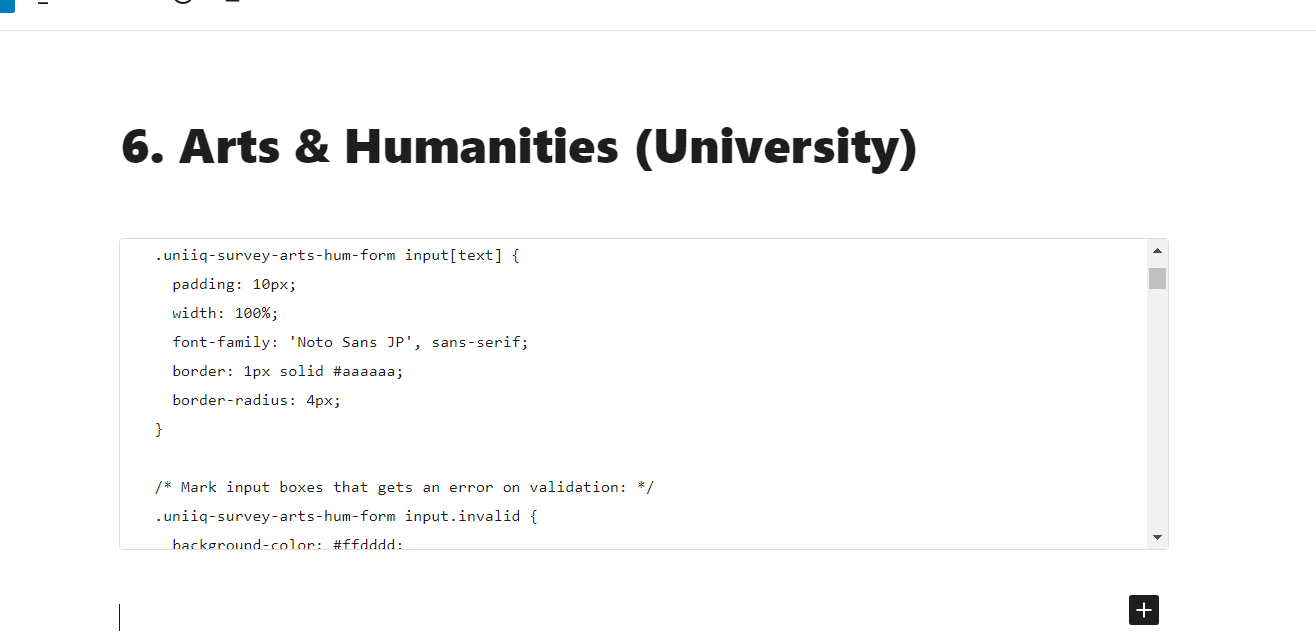 6. Arts & Humanities (University)
.uniiq-survey-arts-hum-form input[text] {
padding: 10px;
width: 100%;
font-family: 'Noto Sans JP', sans-serif;
border: 1px solid #aaaaaa;
border-radius: 4px;
}
/* Mark input boxes that gets an error on validation: */
.uniiq-survey-arts-hum-form input.invalid {
background-color: #ffdddd;